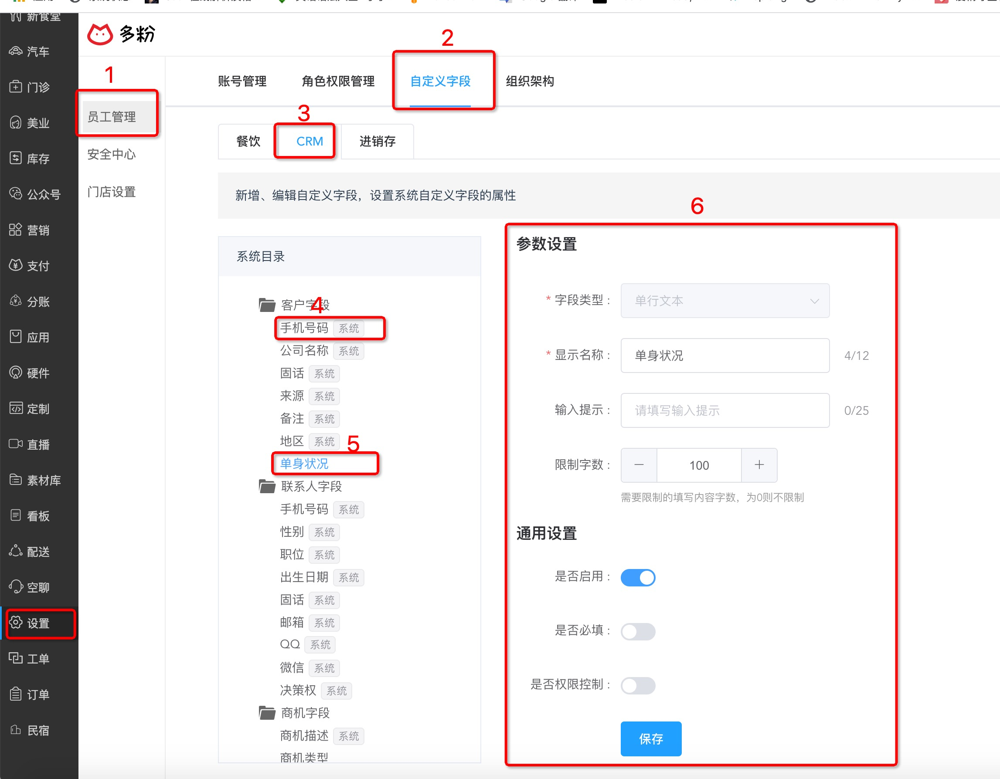 新食堂
汽车
门诊
美业
库存
公众号
营销
支付
分账
应用
硬件
定制
直播
素材库
看板
配送
空聊
设置
工单
订单
民宿
多粉
1
员工管理
安全中心
门店设置
2
账号管理 角色权限管理 自定义字段 组织架构
3
餐饮 CRM 进销存
新增、编辑自定义字段，设置系统自定义字段的属性
系统目录
客户字段
4
手机号码 系统
公司名称 系统
固话 系统
来源 系统
备注 系统
地区 系统
5
单身状况
联系人字段
手机号码 系统
性别 系统
职位 系统
出生日期 系统
固话 系统
邮箱 系统
QQ 系统
微信 系统
决策权 系统
商机字段
商机描述 系统
商机类型
6
参数设置
* 字段类型： 单行文本
* 显示名称： 单身状况 4/12
输入提示： 请填写输入提示 0/25
限制字数： － 100 ＋
需要限制的填写内容字数，为0则不限制
通用设置
是否启用：
是否必填：
是否权限控制：
保存